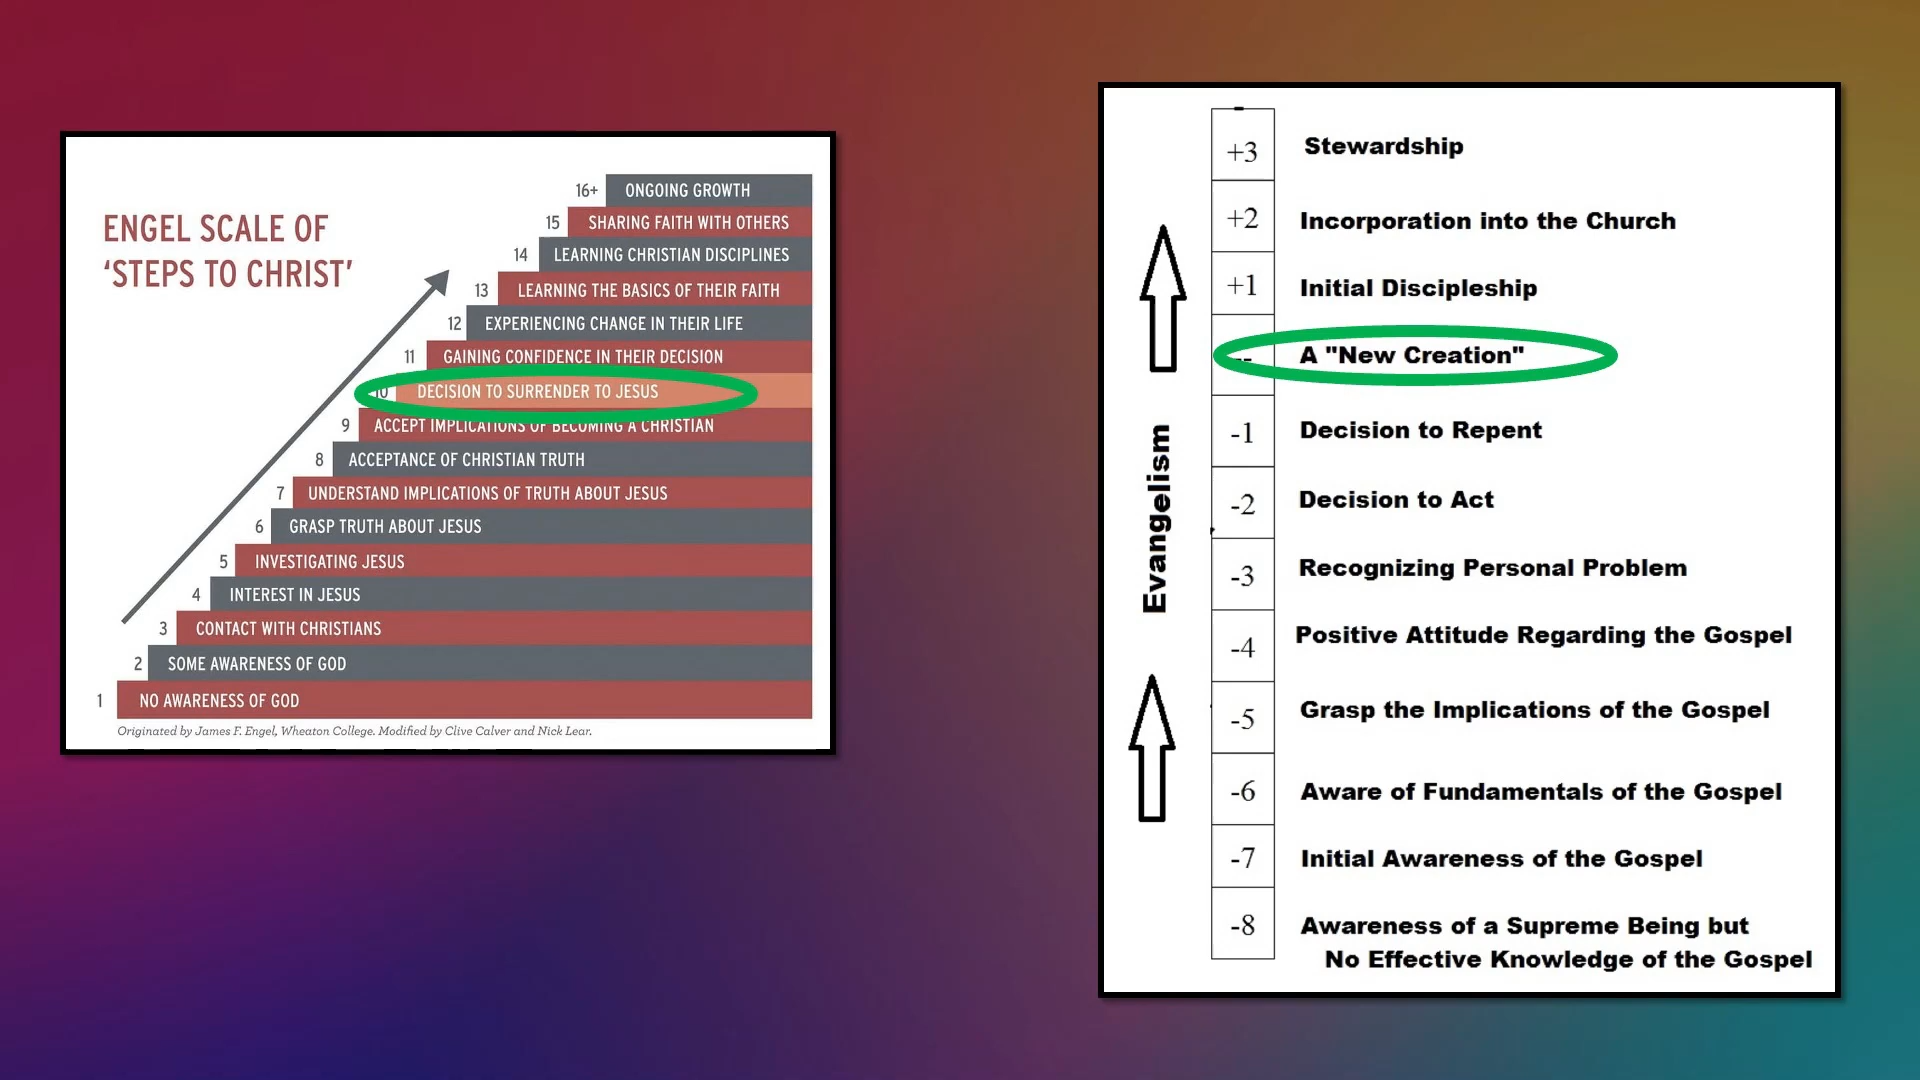 ENGEL SCALE OF
‘STEPS TO CHRIST’
16+ ONGOING GROWTH
15 SHARING FAITH WITH OTHERS
14 LEARNING CHRISTIAN DISCIPLINES
13 LEARNING THE BASICS OF THEIR FAITH
12 EXPERIENCING CHANGE IN THEIR LIFE
11 GAINING CONFIDENCE IN THEIR DECISION
10 DECISION TO SURRENDER TO JESUS
9 ACCEPT IMPLICATIONS OF BECOMING A CHRISTIAN
8 ACCEPTANCE OF CHRISTIAN TRUTH
7 UNDERSTAND IMPLICATIONS OF TRUTH ABOUT JESUS
6 GRASP TRUTH ABOUT JESUS
5 INVESTIGATING JESUS
4 INTEREST IN JESUS
3 CONTACT WITH CHRISTIANS
2 SOME AWARENESS OF GOD
1 NO AWARENESS OF GOD
Originated by James F. Engel, Wheaton College. Modified by Clive Calver and Nick Lear.
Evangelism
+3 Stewardship
+2 Incorporation into the Church
+1 Initial Discipleship
-- A "New Creation"
-1 Decision to Repent
-2 Decision to Act
-3 Recognizing Personal Problem
-4 Positive Attitude Regarding the Gospel
-5 Grasp the Implications of the Gospel
-6 Aware of Fundamentals of the Gospel
-7 Initial Awareness of the Gospel
-8 Awareness of a Supreme Being but
No Effective Knowledge of the Gospel